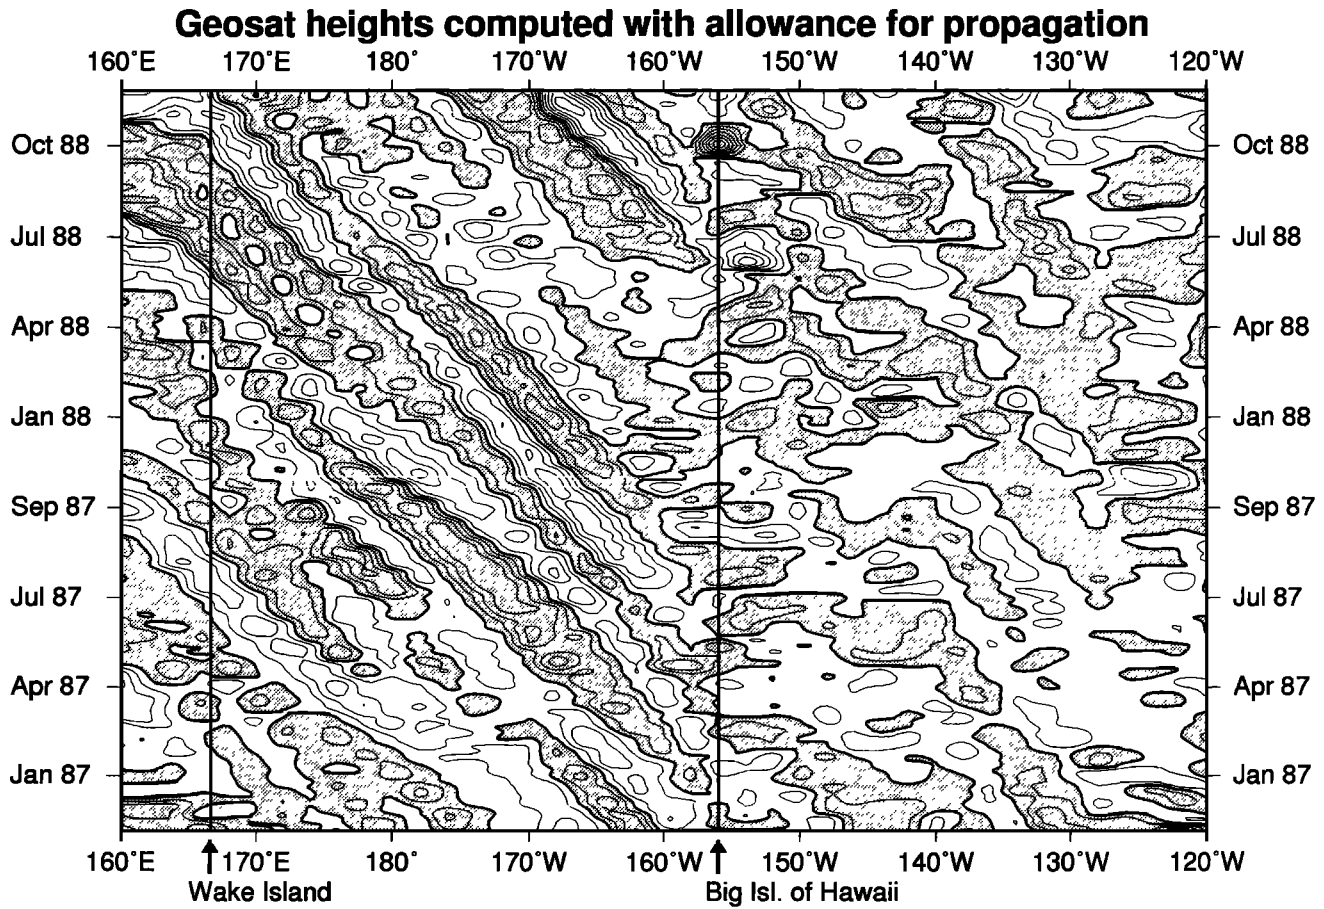 Geosat heights computed with allowance for propagation
160°E 170°E 180° 170°W 160°W 150°W 140°W 130°W 120°W
Oct 88 Oct 88
Jul 88 Jul 88
Apr 88 Apr 88
Jan 88 Jan 88
Sep 87 Sep 87
Jul 87 Jul 87
Apr 87 Apr 87
Jan 87 Jan 87
160°E 170°E 180° 170°W 160°W 150°W 140°W 130°W 120°W
Wake Island Big Isl. of Hawaii